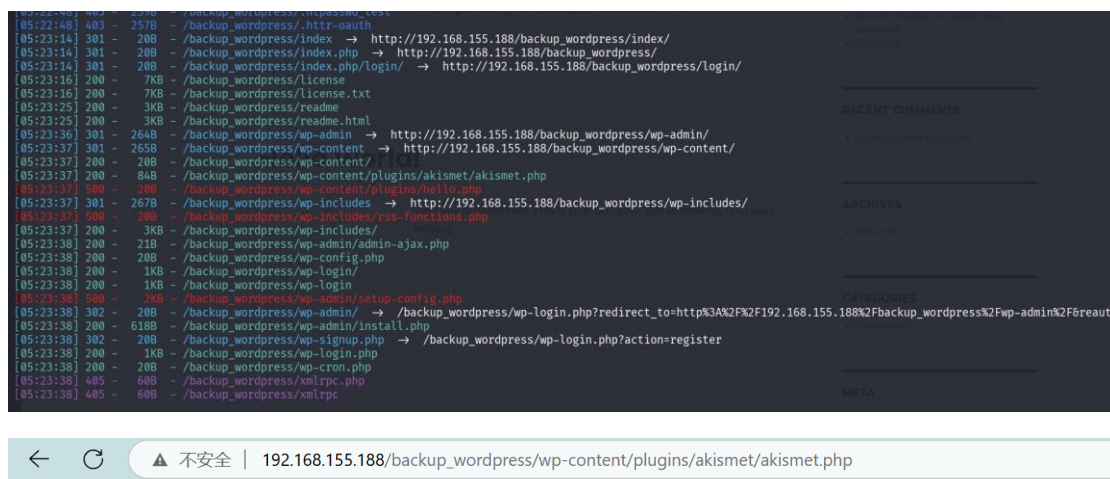 [05:22:48] 403 - 259B - /backup_wordpress/.htpasswd_test
[05:22:48] 403 - 257B - /backup_wordpress/.httr-oauth
[05:23:14] 301 - 20B - /backup_wordpress/index → http://192.168.155.188/backup_wordpress/index/
[05:23:14] 301 - 20B - /backup_wordpress/index.php → http://192.168.155.188/backup_wordpress/
[05:23:14] 301 - 20B - /backup_wordpress/index.php/login/ → http://192.168.155.188/backup_wordpress/login/
[05:23:16] 200 - 7KB - /backup_wordpress/license
[05:23:16] 200 - 7KB - /backup_wordpress/license.txt
[05:23:25] 200 - 3KB - /backup_wordpress/readme
RECENT COMMENTS
[05:23:25] 200 - 3KB - /backup_wordpress/readme.html
[05:23:36] 301 - 264B - /backup_wordpress/wp-admin → http://192.168.155.188/backup_wordpress/wp-admin/
[05:23:37] 301 - 265B - /backup_wordpress/wp-content → http://192.168.155.188/backup_wordpress/wp-content/
[05:23:37] 200 - 20B - /backup_wordpress/wp-content/
[05:23:37] 200 - 84B - /backup_wordpress/wp-content/plugins/akismet/akismet.php
[05:23:37] 500 - 20B - /backup_wordpress/wp-content/plugins/hello.php
[05:23:37] 301 - 267B - /backup_wordpress/wp-includes → http://192.168.155.188/backup_wordpress/wp-includes/
ARCHIVES
[05:23:37] 500 - 20B - /backup_wordpress/wp-includes/rss-functions.php
[05:23:37] 200 - 3KB - /backup_wordpress/wp-includes/
[05:23:38] 200 - 21B - /backup_wordpress/wp-admin/admin-ajax.php
[05:23:38] 200 - 20B - /backup_wordpress/wp-config.php
[05:23:38] 200 - 1KB - /backup_wordpress/wp-login/
[05:23:38] 200 - 1KB - /backup_wordpress/wp-login
[05:23:38] 500 - 2KB - /backup_wordpress/wp-admin/setup-config.php
CATEGORIES
[05:23:38] 302 - 20B - /backup_wordpress/wp-admin/ → /backup_wordpress/wp-login.php?redirect_to=http%3A%2F%2F192.168.155.188%2Fbackup_wordpress%2Fwp-admin%2F&reaut
[05:23:38] 200 - 618B - /backup_wordpress/wp-admin/install.php
[05:23:38] 302 - 20B - /backup_wordpress/wp-signup.php → /backup_wordpress/wp-login.php?action=register
[05:23:38] 200 - 1KB - /backup_wordpress/wp-login.php
[05:23:38] 200 - 20B - /backup_wordpress/wp-cron.php
[05:23:38] 405 - 60B - /backup_wordpress/xmlrpc.php
[05:23:38] 405 - 60B - /backup_wordpress/xmlrpc
META
不安全 | 192.168.155.188/backup_wordpress/wp-content/plugins/akismet/akismet.php